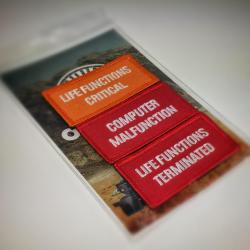 LIFE FUNCTIONS
CRITICAL
COMPUTER
MALFUNCTION
LIFE FUNCTIONS
TERMINATED